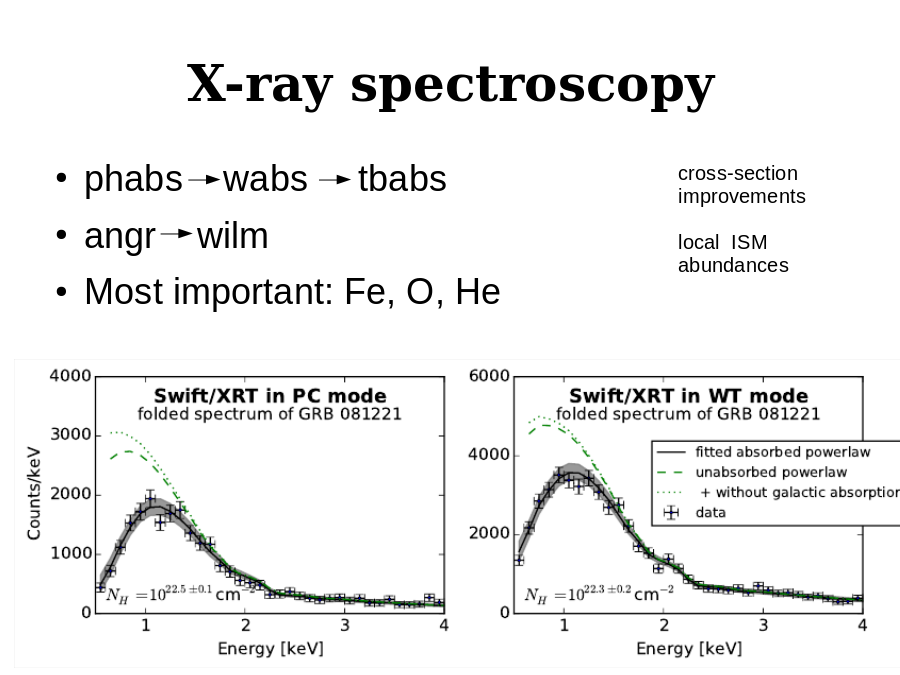 X-ray spectroscopy
• phabs → wabs → tbabs
• angr → wilm
• Most important: Fe, O, He
cross-section
improvements
local ISM
abundances
Swift/XRT in PC mode
folded spectrum of GRB 081221
4000
3000
2000
1000
0
Counts/keV
N_H =10^22.5 ±0.1 cm^−2
1 2 3 4
Energy [keV]
Swift/XRT in WT mode
folded spectrum of GRB 081221
6000
4000
2000
0
fitted absorbed powerlaw
unabsorbed powerlaw
+ without galactic absorption
data
N_H =10^22.3 ±0.2 cm^−2
1 2 3 4
Energy [keV]